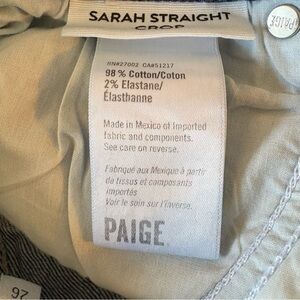 SARAH STRAIGHT
CROP
PAIGE
RN#27002 CA#51217
98 % Cotton/Coton
2% Elastane/
Élasthanne
Made in Mexico of Imported
fabric and components.
See care on reverse.
Fabriqué aux Mexique à partir
de tissus et composants
importés
Voir le soin sur l'inverse.
PAIGE
97